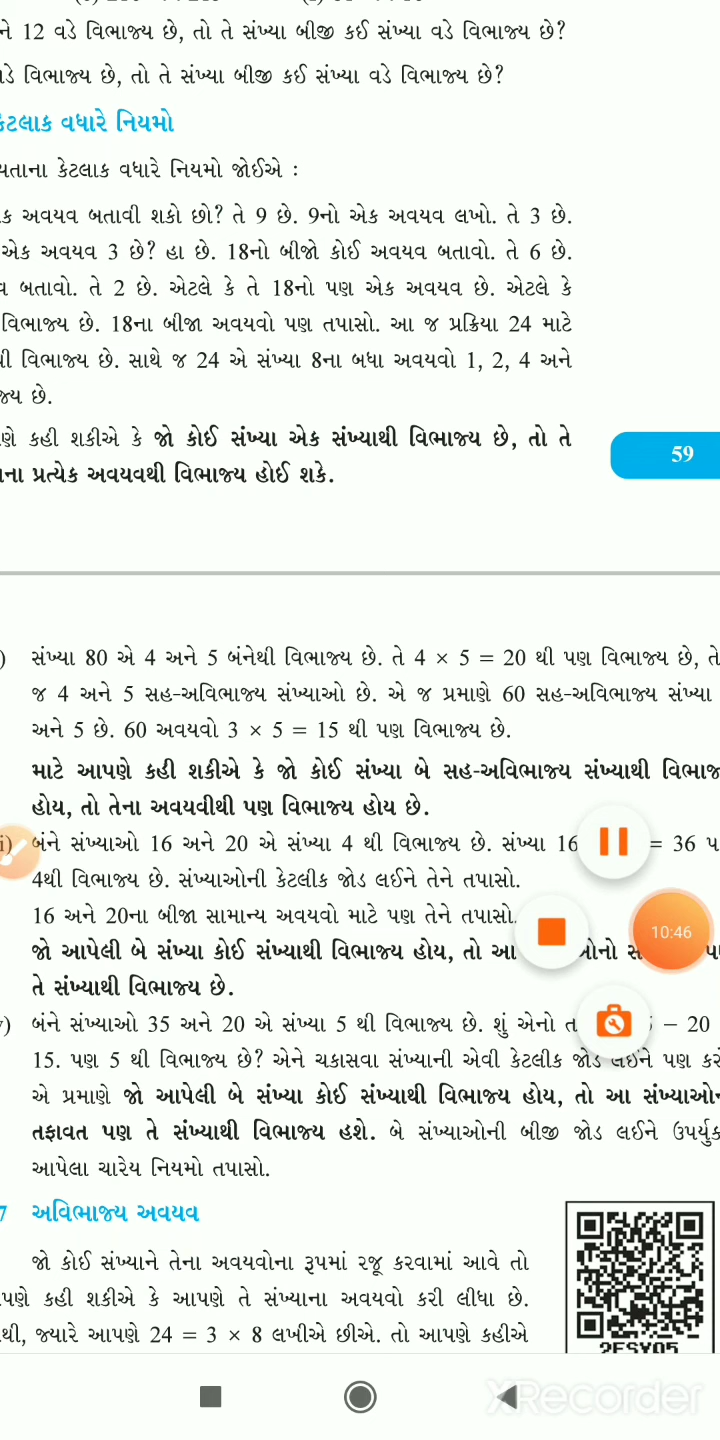 ને 12 વડે વિભાજ્ય છે, તો તે સંખ્યા બીજી કઈ સંખ્યા વડે વિભાજ્ય છે?
વિભાજ્ય છે, તો તે સંખ્યા બીજી કઈ સંખ્યા વડે વિભાજ્ય છે?
કેટલાક વધારે નિયમો
કેટલાક વધારે નિયમો જોઈએ :
ક અવયવ બતાવી શકો છો? તે 9 છે. 9નો એક અવયવ લખો. તે 3 છે.
એક અવયવ 3 છે? હા છે. 18નો બીજો કોઈ અવયવ બતાવો. તે 6 છે.
વ બતાવો. તે 2 છે. એટલે કે તે 18નો પણ એક અવયવ છે. એટલે કે
વિભાજ્ય છે. 18ના બીજા અવયવો પણ તપાસો. આ જ પ્રક્રિયા 24 માટે
થી વિભાજ્ય છે. સાથે જ 24 એ સંખ્યા 8ના બધા અવયવો 1, 2, 4 અને
જ્ય છે.
ણે કહી શકીએ કે જો કોઈ સંખ્યા એક સંખ્યાથી વિભાજ્ય છે, તો તે
ના પ્રત્યેક અવયવથી વિભાજ્ય હોઈ શકે.
59
) સંખ્યા 80 એ 4 અને 5 બંનેથી વિભાજ્ય છે. તે 4 × 5 = 20 થી પણ વિભાજ્ય છે, તે
જ 4 અને 5 સહ-અવિભાજ્ય સંખ્યાઓ છે. એ જ પ્રમાણે 60 સહ-અવિભાજ્ય સંખ્યા
અને 5 છે. 60 અવયવો 3 × 5 = 15 થી પણ વિભાજ્ય છે.
માટે આપણે કહી શકીએ કે જો કોઈ સંખ્યા બે સહ-અવિભાજ્ય સંખ્યાથી વિભાજ
હોય, તો તેના અવયવીથી પણ વિભાજ્ય હોય છે.
i) બંને સંખ્યાઓ 16 અને 20 એ સંખ્યા 4 થી વિભાજ્ય છે. સંખ્યા 16 = 36 પ
4થી વિભાજ્ય છે. સંખ્યાઓની કેટલીક જોડ લઈને તેને તપાસો.
16 અને 20ના બીજા સામાન્ય અવયવો માટે પણ તેને તપાસો.
10:46
જો આપેલી બે સંખ્યા કોઈ સંખ્યાથી વિભાજ્ય હોય, તો આ
તે સંખ્યાથી વિભાજ્ય છે.
) બંને સંખ્યાઓ 35 અને 20 એ સંખ્યા 5 થી વિભાજ્ય છે. શું એનો ત – 20
15. પણ 5 થી વિભાજ્ય છે? એને ચકાસવા સંખ્યાની એવી કેટલીક જોડ લઈને પણ કરો
એ પ્રમાણે જો આપેલી બે સંખ્યા કોઈ સંખ્યાથી વિભાજ્ય હોય, તો આ સંખ્યાઓન
તફાવત પણ તે સંખ્યાથી વિભાજ્ય હશે. બે સંખ્યાઓની બીજી જોડ લઈને ઉપર્યુક
આપેલા ચારેય નિયમો તપાસો.
7 અવિભાજ્ય અવયવ
જો કોઈ સંખ્યાને તેના અવયવોના રૂપમાં રજૂ કરવામાં આવે તો
પણે કહી શકીએ કે આપણે તે સંખ્યાના અવયવો કરી લીધા છે.
થી, જ્યારે આપણે 24 = 3 × 8 લખીએ છીએ. તો આપણે કહીએ
XRecorder